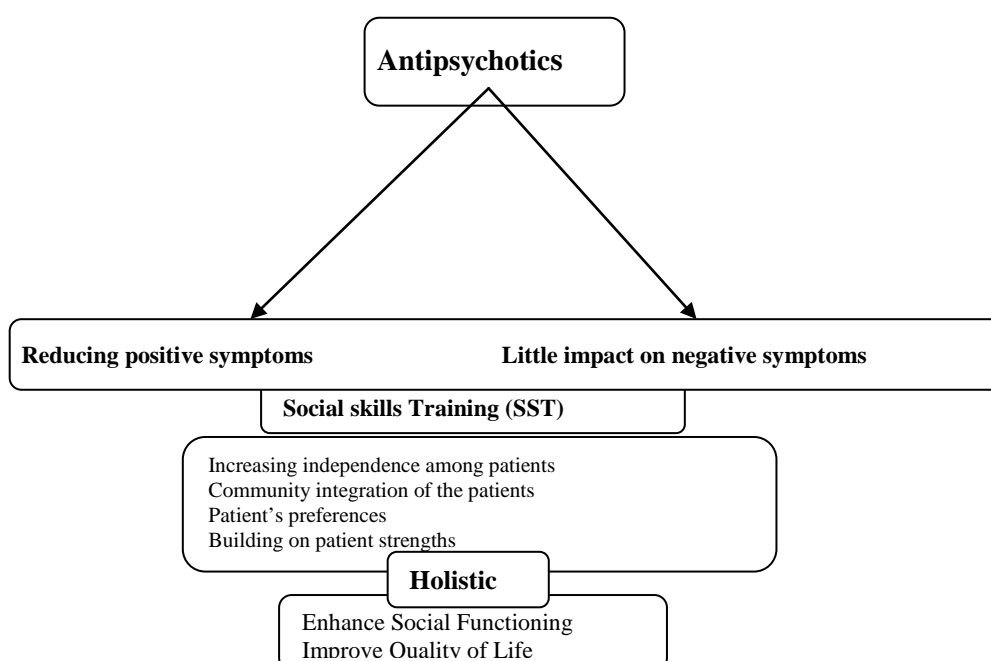 Antipsychotics
Reducing positive symptoms Little impact on negative symptoms
Social skills Training (SST)
Increasing independence among patients
Community integration of the patients
Patient's preferences
Building on patient strengths
Holistic
Enhance Social Functioning
Improve Quality of Life